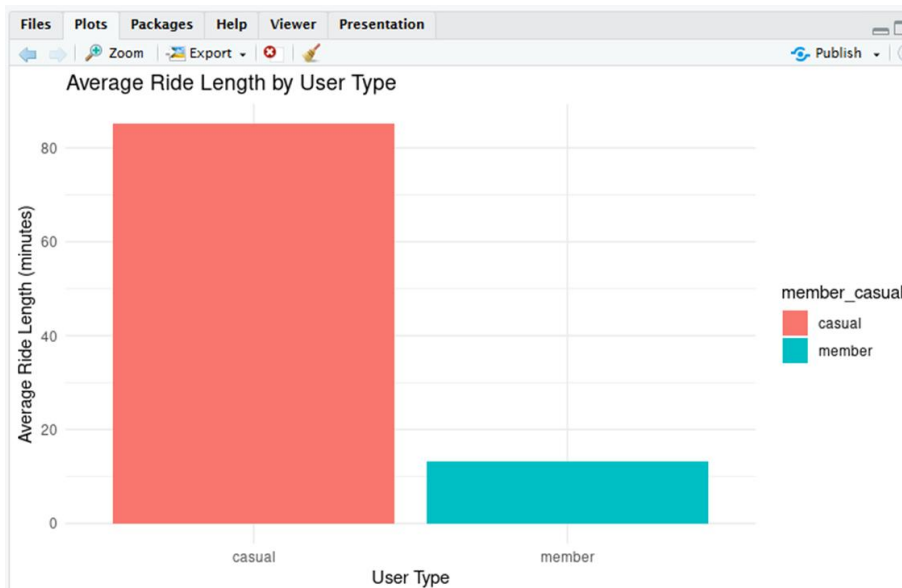 Files Plots Packages Help Viewer Presentation
Zoom Export Publish
Average Ride Length by User Type
Average Ride Length (minutes)
80
60
40
20
0
casual member
User Type
member_casual
casual
member